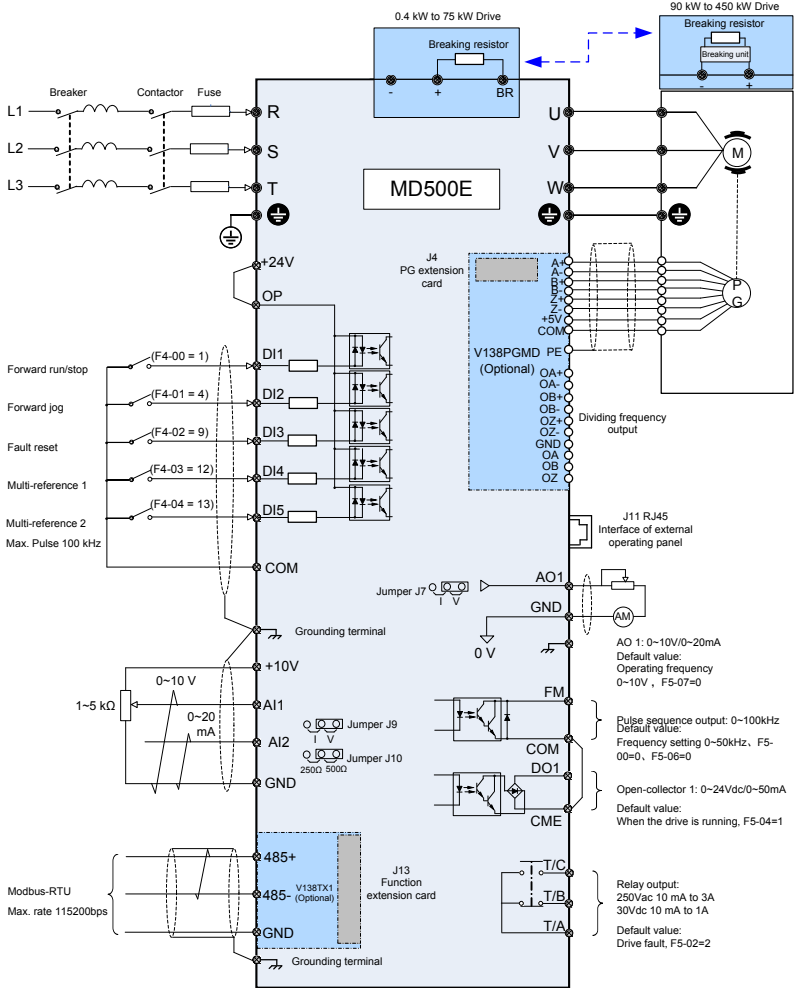 0.4 kW to 75 kW Drive
90 kW to 450 kW Drive
Breaking resistor
- + BR
Breaking resistor
Breaking unit
- +
Breaker
Contactor
Fuse
L1
L2
L3
R
S
T
U
V
W
M
MD500E
+24V
OP
J4
PG extension
card
A+
A-
B+
B-
Z+
Z-
+5V
COM
PE
P
G
V138PGMD
(Optional)
OA+
OA-
OB+
OB-
OZ+
OZ-
GND
OA
OB
OZ
Dividing frequency
output
Forward run/stop
(F4-00 = 1)
DI1
Forward jog
(F4-01 = 4)
DI2
Fault reset
(F4-02 = 9)
DI3
Multi-reference 1
(F4-03 = 12)
DI4
Multi-reference 2
(F4-04 = 13)
DI5
Max. Pulse 100 kHz
COM
J11 RJ45
Interface of external
operating panel
Jumper J7
I V
AO1
GND
0 V
AM
AO 1: 0~10V/0~20mA
Default value:
Operating frequency
0~10V , F5-07=0
Grounding terminal
+10V
0~10 V
1~5 kΩ
AI1
0~20
mA
AI2
GND
Jumper J9
I V
Jumper J10
250Ω 500Ω
FM
COM
Pulse sequence output: 0~100kHz
Default value:
Frequency setting 0~50kHz、F5-
00=0、F5-06=0
DO1
CME
Open-collector 1: 0~24Vdc/0~50mA
Default value:
When the drive is running, F5-04=1
485+
485-
GND
Modbus-RTU
Max. rate 115200bps
V138TX1
(Optional)
J13
Function
extension card
Grounding terminal
T/C
T/B
T/A
Relay output:
250Vac 10 mA to 3A
30Vdc 10 mA to 1A
Default value:
Drive fault, F5-02=2